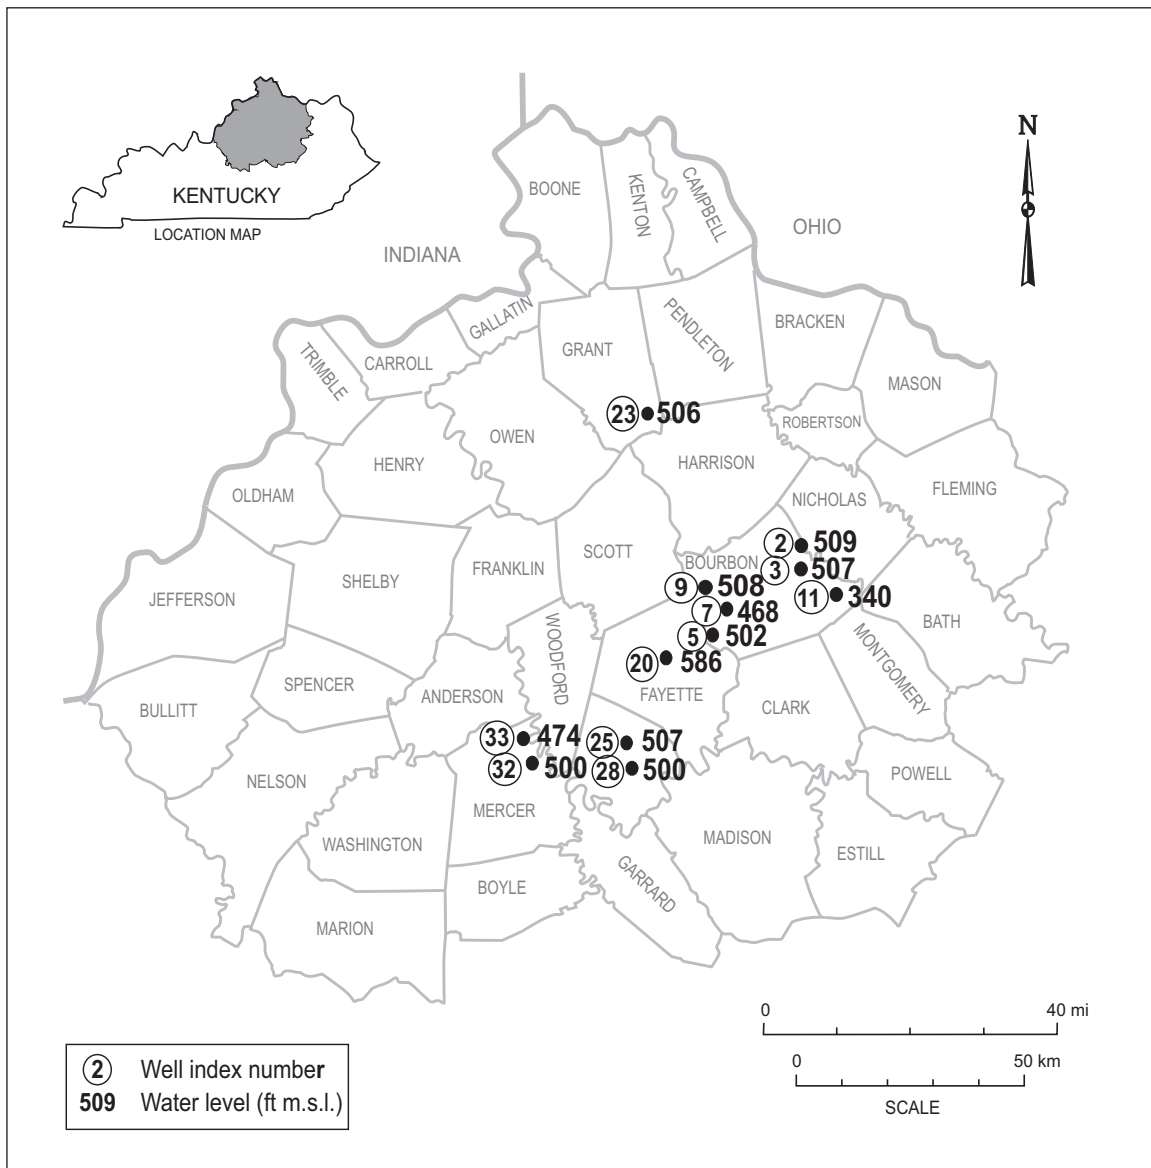 N
KENTUCKY
LOCATION MAP
INDIANA
OHIO
BOONE
KENTON
CAMPBELL
GALLATIN
PENDLETON
BRACKEN
TRIMBLE
CARROLL
GRANT
MASON
23 506
ROBERTSON
OWEN
HENRY
HARRISON
OLDHAM
NICHOLAS
FLEMING
2 509
SCOTT
BOURBON
3 507
FRANKLIN
SHELBY
9 508
11 340
JEFFERSON
7 468
BATH
5 502
WOODFORD
MONTGOMERY
20 586
SPENCER
ANDERSON
FAYETTE
CLARK
BULLITT
33 474
25 507
32 500
28 500
NELSON
POWELL
MERCER
WASHINGTON
MADISON
ESTILL
BOYLE
GARRARD
MARION
0 40 mi
0 50 km
SCALE
2 Well index number
509 Water level (ft m.s.l.)